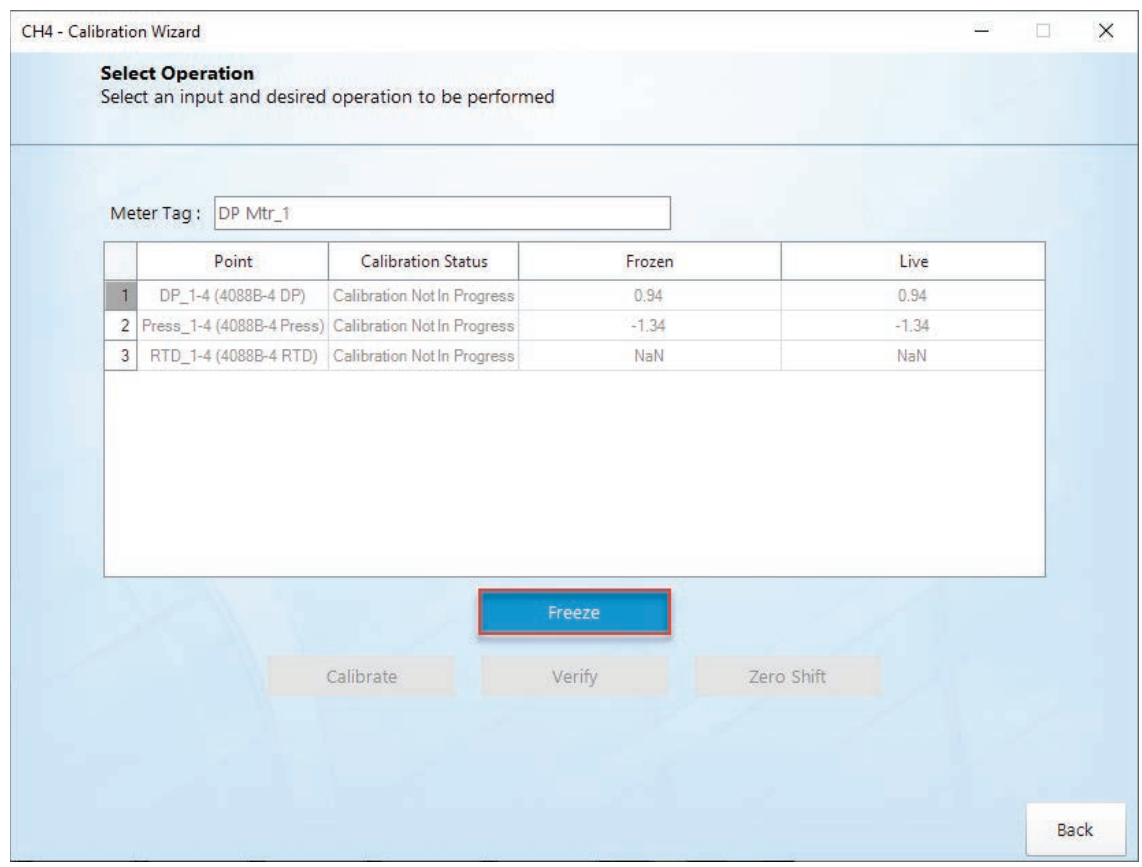 CH4 - Calibration Wizard
Select Operation
Select an input and desired operation to be performed
Meter Tag : DP Mtr_1
Point Calibration Status Frozen Live
1 DP_1-4 (4088B-4 DP) Calibration Not In Progress 0.94 0.94
2 Press_1-4 (4088B-4 Press) Calibration Not In Progress -1.34 -1.34
3 RTD_1-4 (4088B-4 RTD) Calibration Not In Progress NaN NaN
Freeze
Calibrate Verify Zero Shift
Back